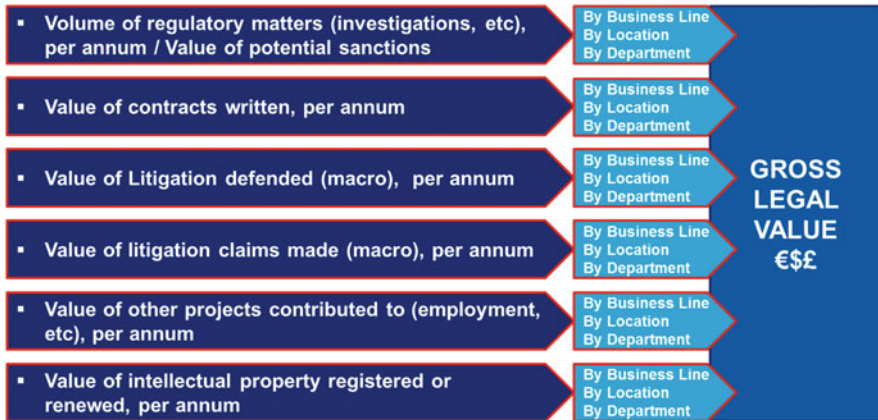 ▪ Volume of regulatory matters (investigations, etc),
per annum / Value of potential sanctions
By Business Line
By Location
By Department
▪ Value of contracts written, per annum
By Business Line
By Location
By Department
▪ Value of Litigation defended (macro), per annum
By Business Line
By Location
By Department
▪ Value of litigation claims made (macro), per annum
By Business Line
By Location
By Department
▪ Value of other projects contributed to (employment,
etc), per annum
By Business Line
By Location
By Department
▪ Value of intellectual property registered or
renewed, per annum
By Business Line
By Location
By Department
GROSS
LEGAL
VALUE
€$£